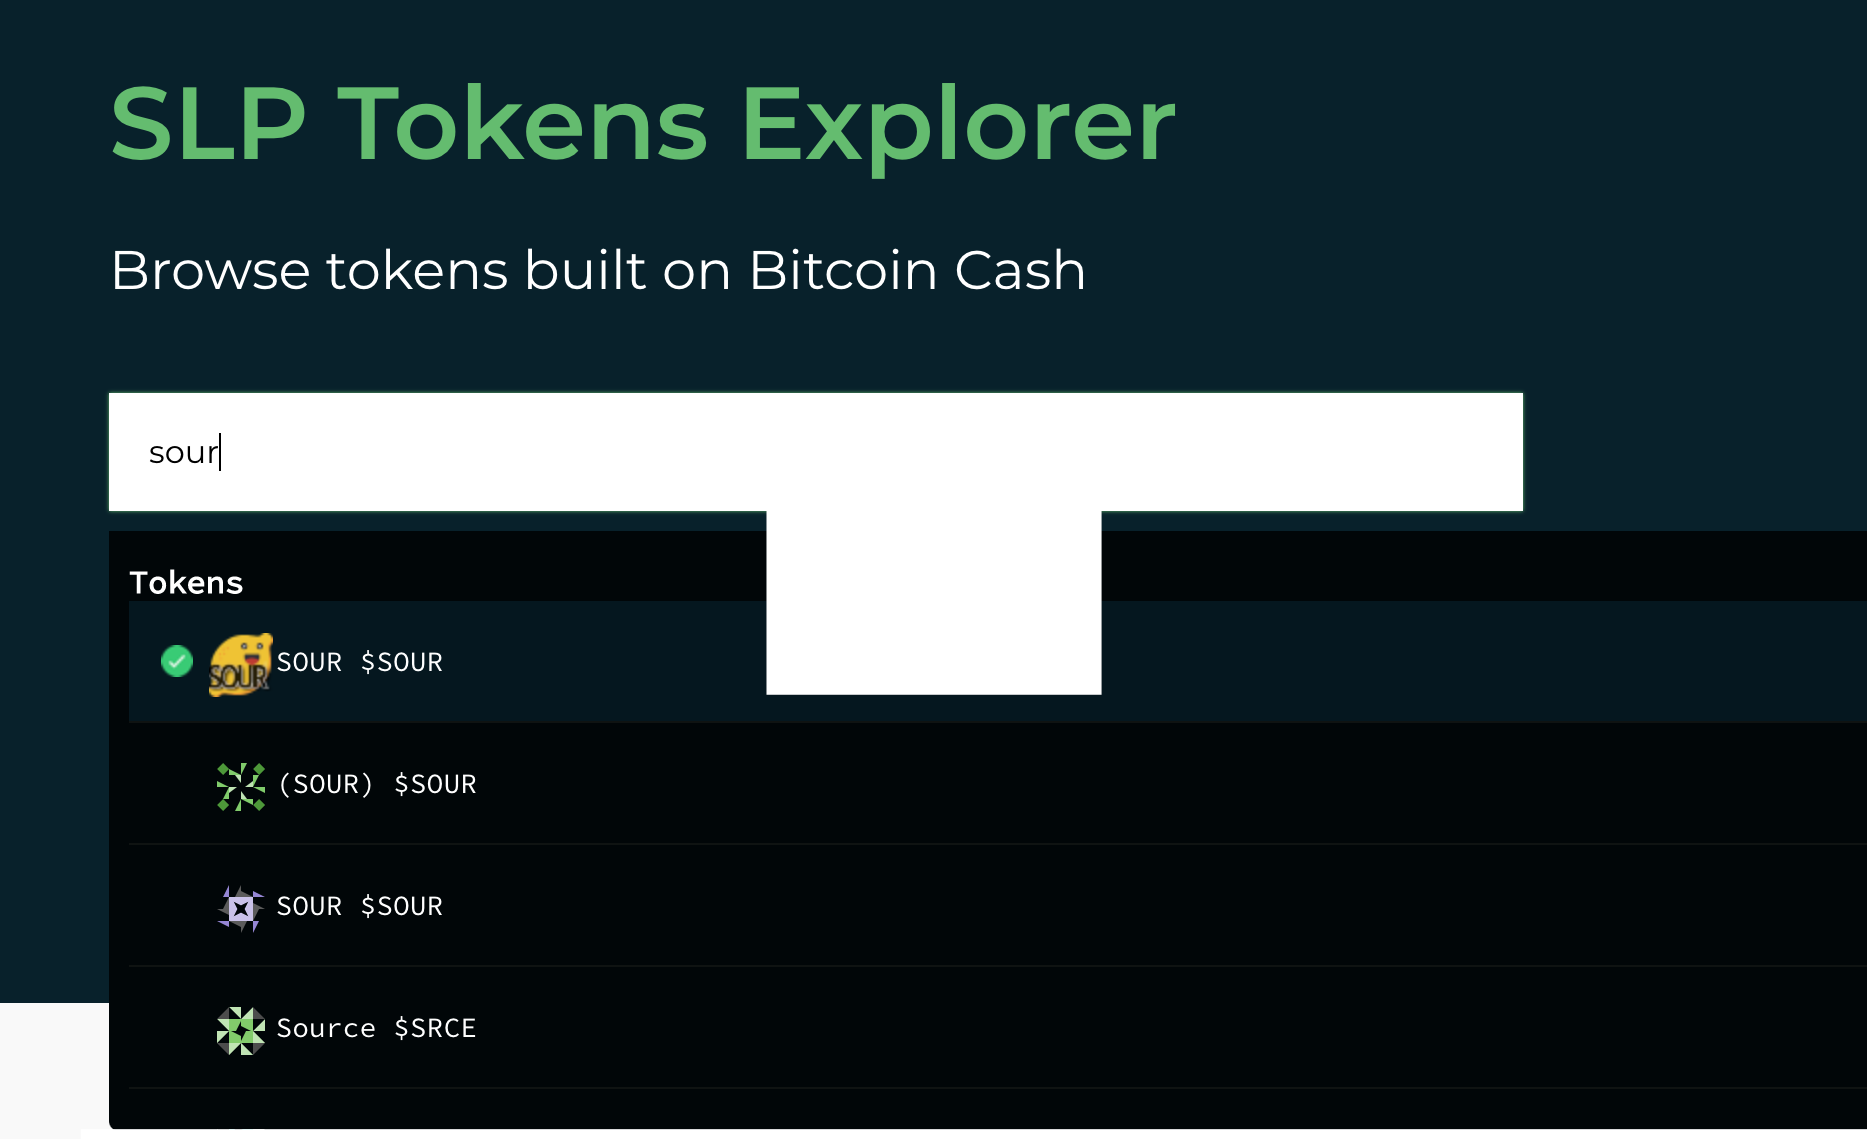 SLP Tokens Explorer
Browse tokens built on Bitcoin Cash
sour
Tokens
SOUR
SOUR $SOUR
(SOUR) $SOUR
SOUR $SOUR
Source $SRCE